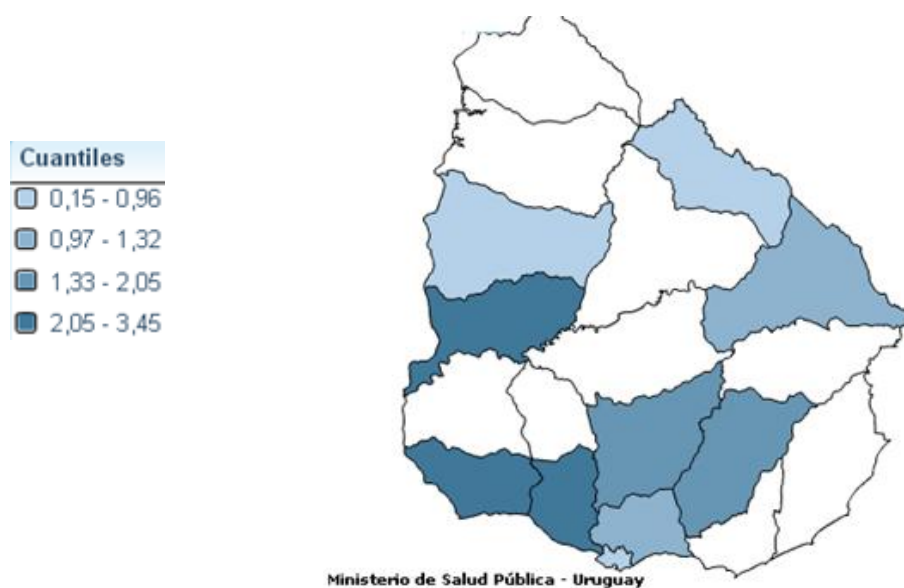 Cuantiles
0,15 - 0,96
0,97 - 1,32
1,33 - 2,05
2,05 - 3,45
Ministerio de Salud Pública - Uruguay